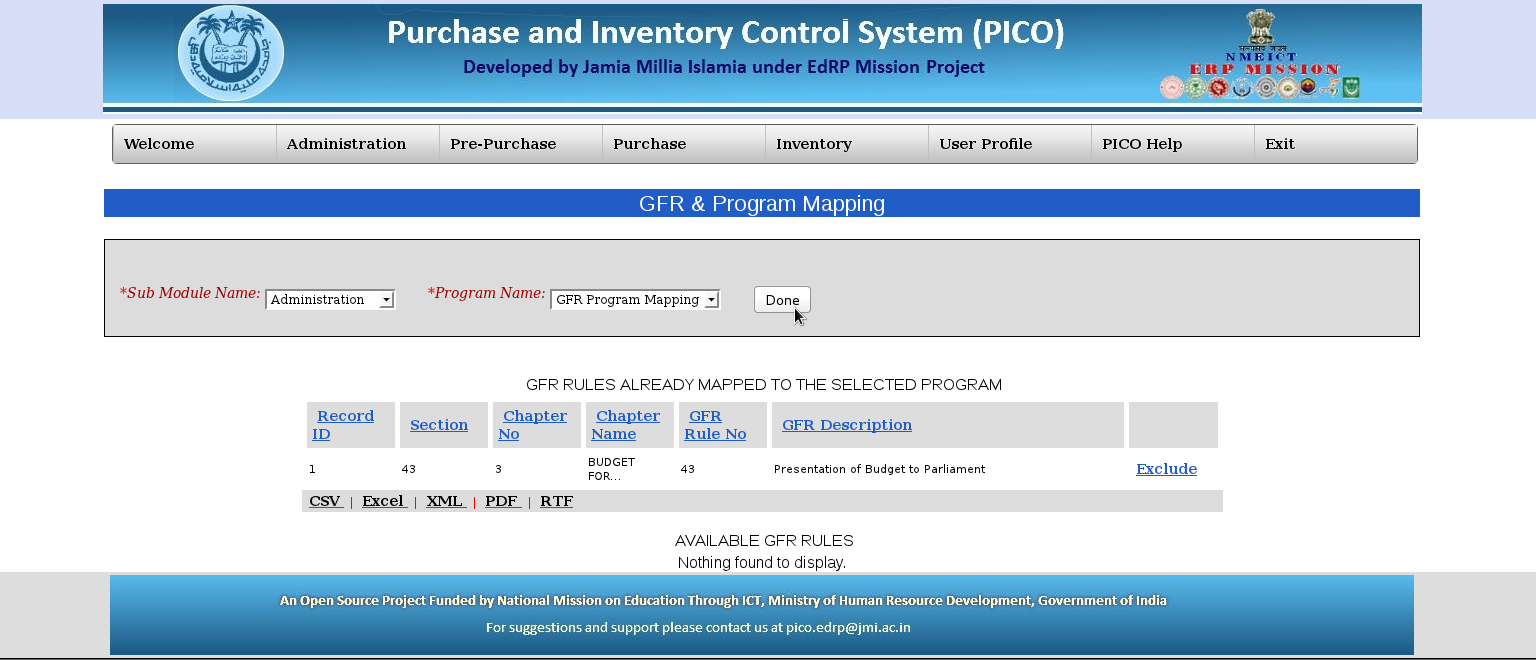 Purchase and Inventory Control System (PICO)
Developed by Jamia Millia Islamia under EdRP Mission Project
सत्यमेव जयते
NMEICT
ERP MISSION
Welcome Administration Pre-Purchase Purchase Inventory User Profile PICO Help Exit
GFR & Program Mapping
*Sub Module Name: Administration *Program Name: GFR Program Mapping Done
GFR RULES ALREADY MAPPED TO THE SELECTED PROGRAM
Record ID Section Chapter No Chapter Name GFR Rule No GFR Description
1 43 3 BUDGET FOR... 43 Presentation of Budget to Parliament Exclude
CSV | Excel | XML | PDF | RTF
AVAILABLE GFR RULES
Nothing found to display.
An Open Source Project Funded by National Mission on Education Through ICT, Ministry of Human Resource Development, Government of India
For suggestions and support please contact us at pico.edrp@jmi.ac.in